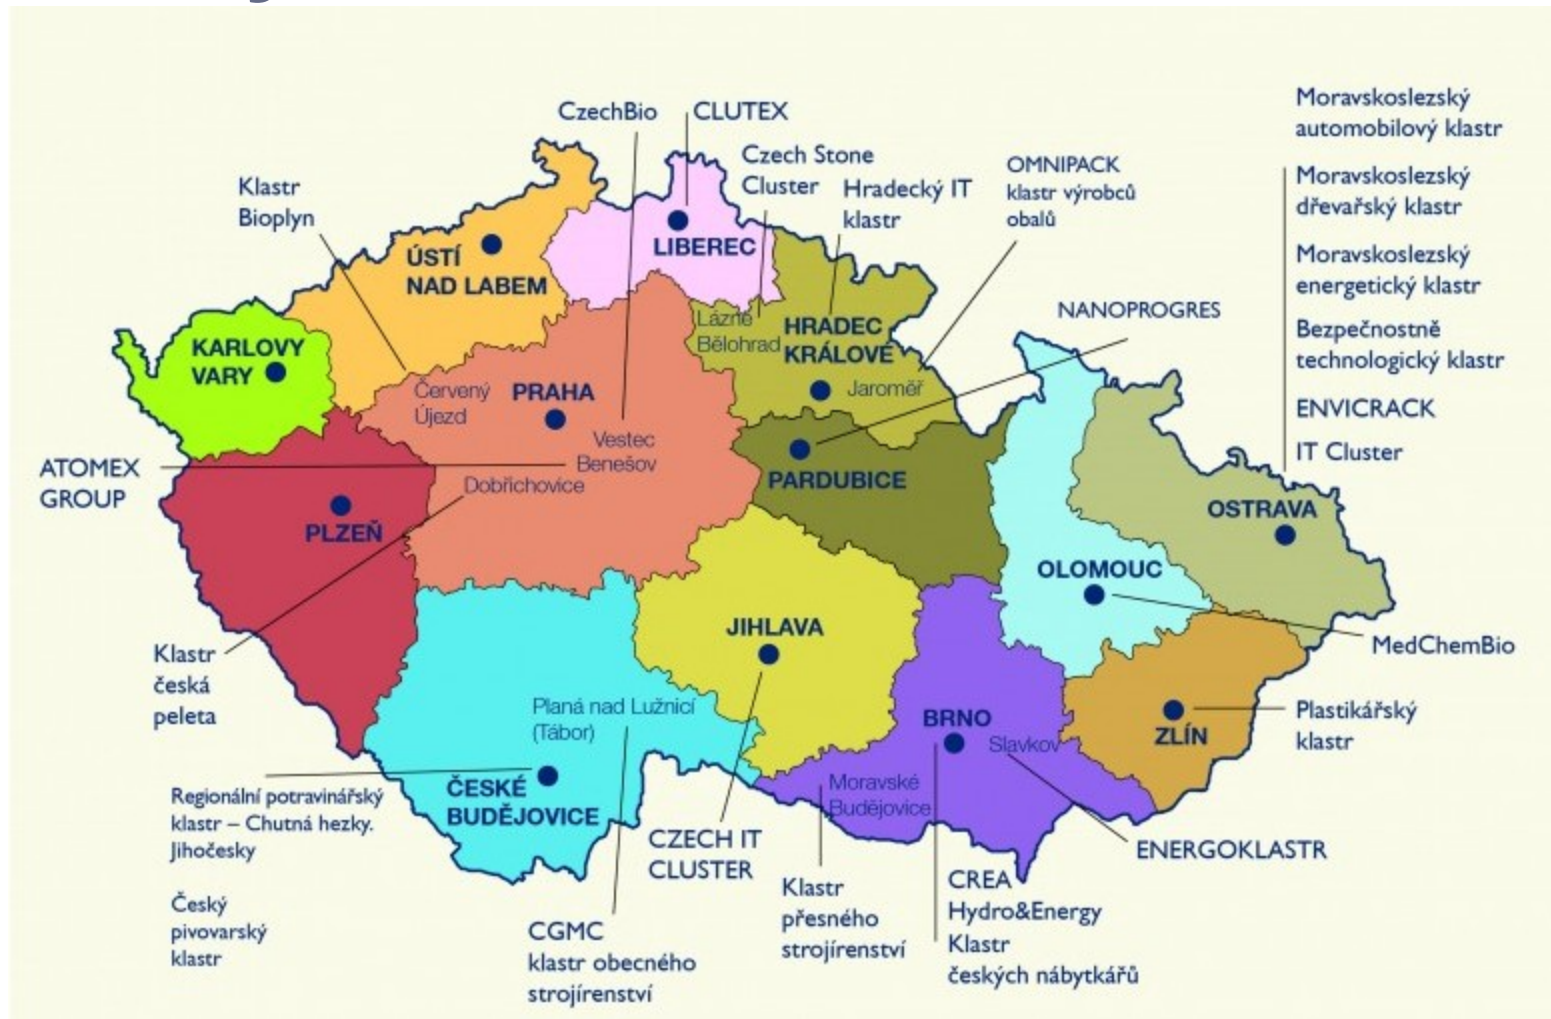 CzechBio
CLUTEX
Moravskoslezský
automobilový klastr
Czech Stone
Cluster
Hradecký IT
klastr
OMNIPACK
klastr výrobců
obalů
Moravskoslezský
dřevařský klastr
Klastr
Bioplyn
ÚSTÍ
NAD LABEM
LIBEREC
Moravskoslezský
energetický klastr
NANOPROGRES
Lázně
Bělohrad
HRADEC
KRÁLOVÉ
Bezpečnostně
technologický klastr
KARLOVY
VARY
Červený
Újezd
PRAHA
Jaroměř
ENVICRACK
IT Cluster
Vestec
Benešov
Dobřichovice
ATOMEX
GROUP
PARDUBICE
PLZEŇ
OSTRAVA
OLOMOUC
JIHLAVA
MedChemBio
Klastr
česká
peleta
Planá nad Lužnicí
(Tábor)
BRNO
Slavkov
ZLÍN
Plastikářský
klastr
ČESKÉ
BUDĚJOVICE
Moravské
Budějovice
Regionální potravinářský
klastr – Chutná hezky.
Jihočesky
CZECH IT
CLUSTER
ENERGOKLASTR
Český
pivovarský
klastr
CGMC
klastr obecného
strojírenství
Klastr
přesného
strojírenství
CREA
Hydro&Energy
Klastr
českých nábytkářů